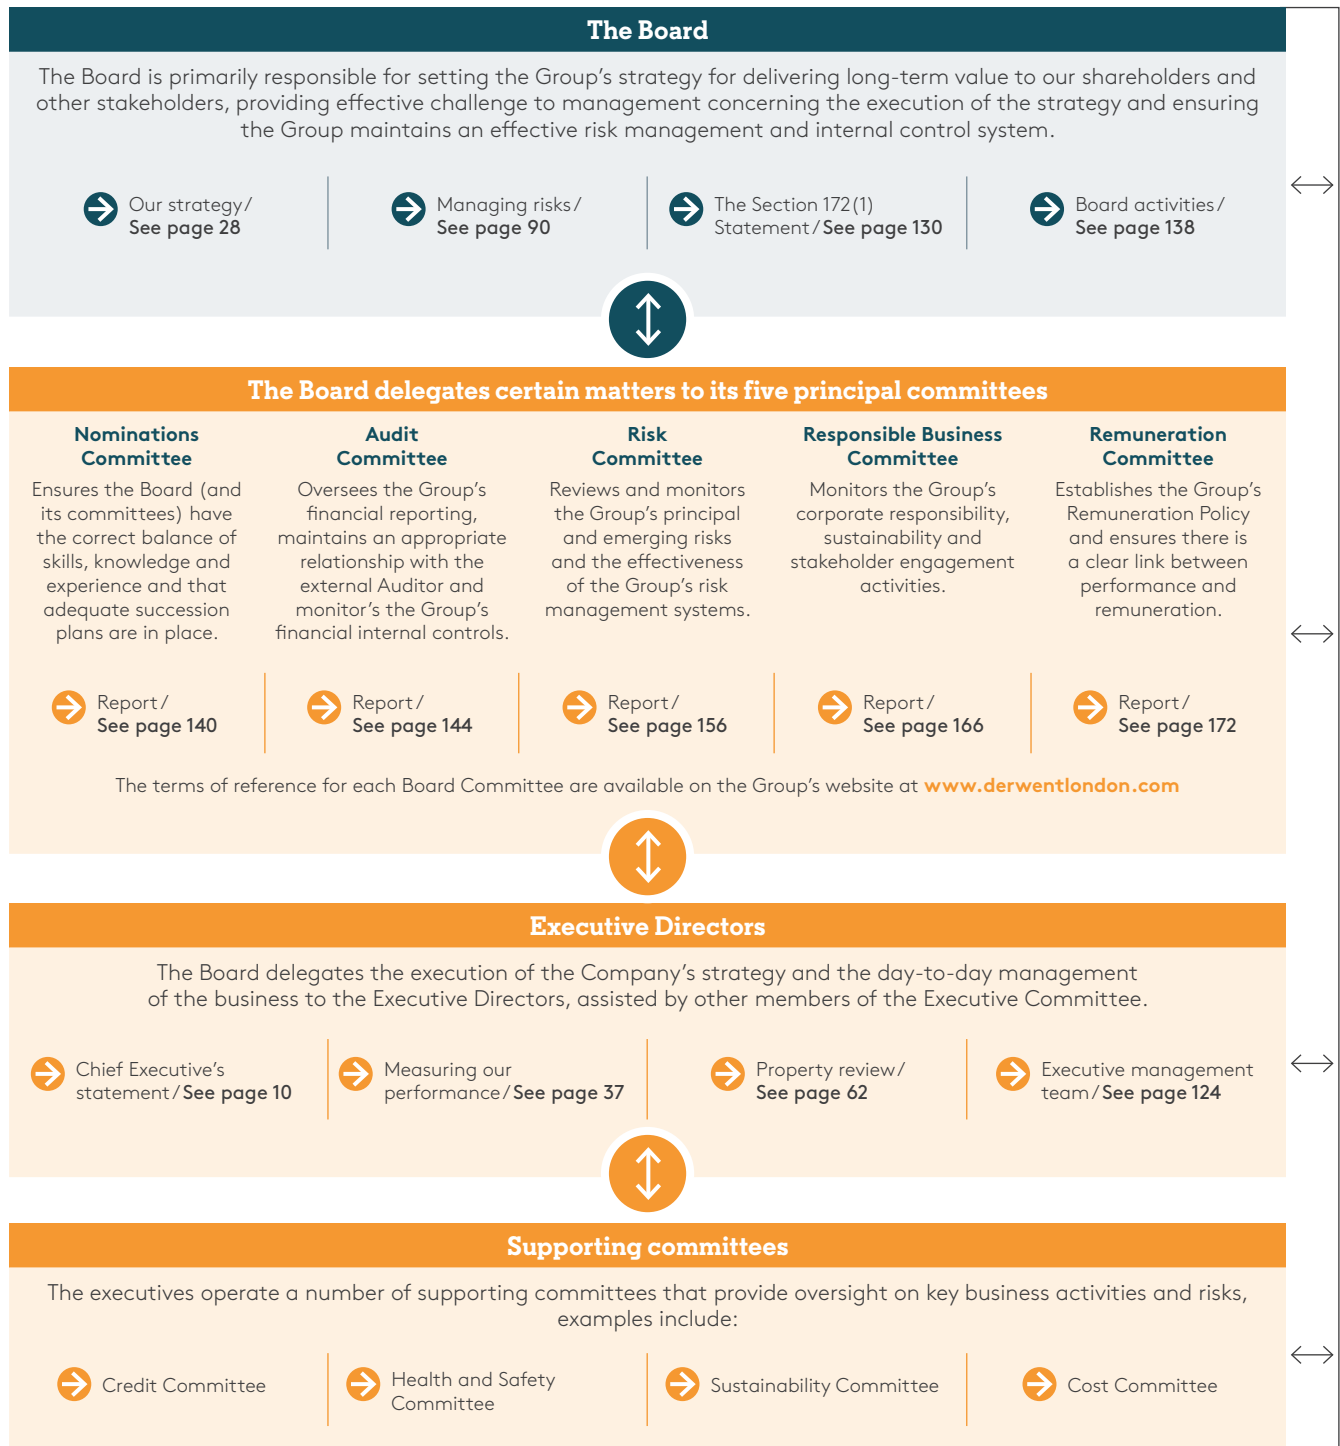 The Board
The Board is primarily responsible for setting the Group's strategy for delivering long-term value to our shareholders and
other stakeholders, providing effective challenge to management concerning the execution of the strategy and ensuring
the Group maintains an effective risk management and internal control system.
Our strategy/
See page 28
Managing risks/
See page 90
The Section 172(1)
Statement/See page 130
Board activities/
See page 138
The Board delegates certain matters to its five principal committees
Nominations
Committee
Ensures the Board (and
its committees) have
the correct balance of
skills, knowledge and
experience and that
adequate succession
plans are in place.
Report/
See page 140
Audit
Committee
Oversees the Group's
financial reporting,
maintains an appropriate
relationship with the
external Auditor and
monitor's the Group's
financial internal controls.
Report/
See page 144
Risk
Committee
Reviews and monitors
the Group's principal
and emerging risks
and the effectiveness
of the Group's risk
management systems.
Report/
See page 156
Responsible Business
Committee
Monitors the Group's
corporate responsibility,
sustainability and
stakeholder engagement
activities.
Report/
See page 166
Remuneration
Committee
Establishes the Group's
Remuneration Policy
and ensures there is
a clear link between
performance and
remuneration.
Report/
See page 172
The terms of reference for each Board Committee are available on the Group's website at www.derwentlondon.com
Executive Directors
The Board delegates the execution of the Company's strategy and the day-to-day management
of the business to the Executive Directors, assisted by other members of the Executive Committee.
Chief Executive's
statement/See page 10
Measuring our
performance/See page 37
Property review/
See page 62
Executive management
team/See page 124
Supporting committees
The executives operate a number of supporting committees that provide oversight on key business activities and risks,
examples include:
Credit Committee
Health and Safety
Committee
Sustainability Committee
Cost Committee